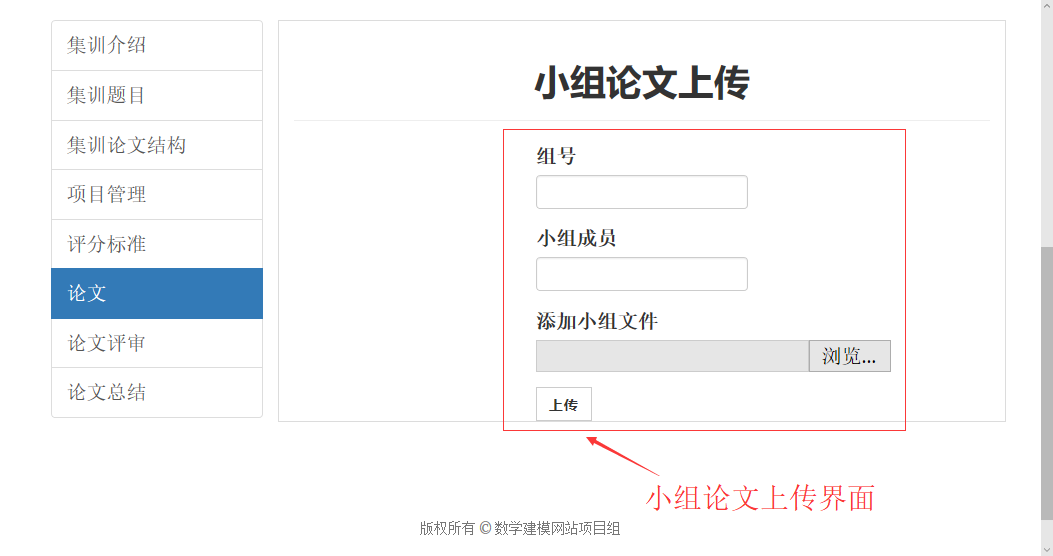 集训介绍
集训题目
集训论文结构
项目管理
评分标准
论文
论文评审
论文总结
小组论文上传
组号
小组成员
添加小组文件
浏览...
上传
小组论文上传界面
版权所有 © 数学建模网站项目组